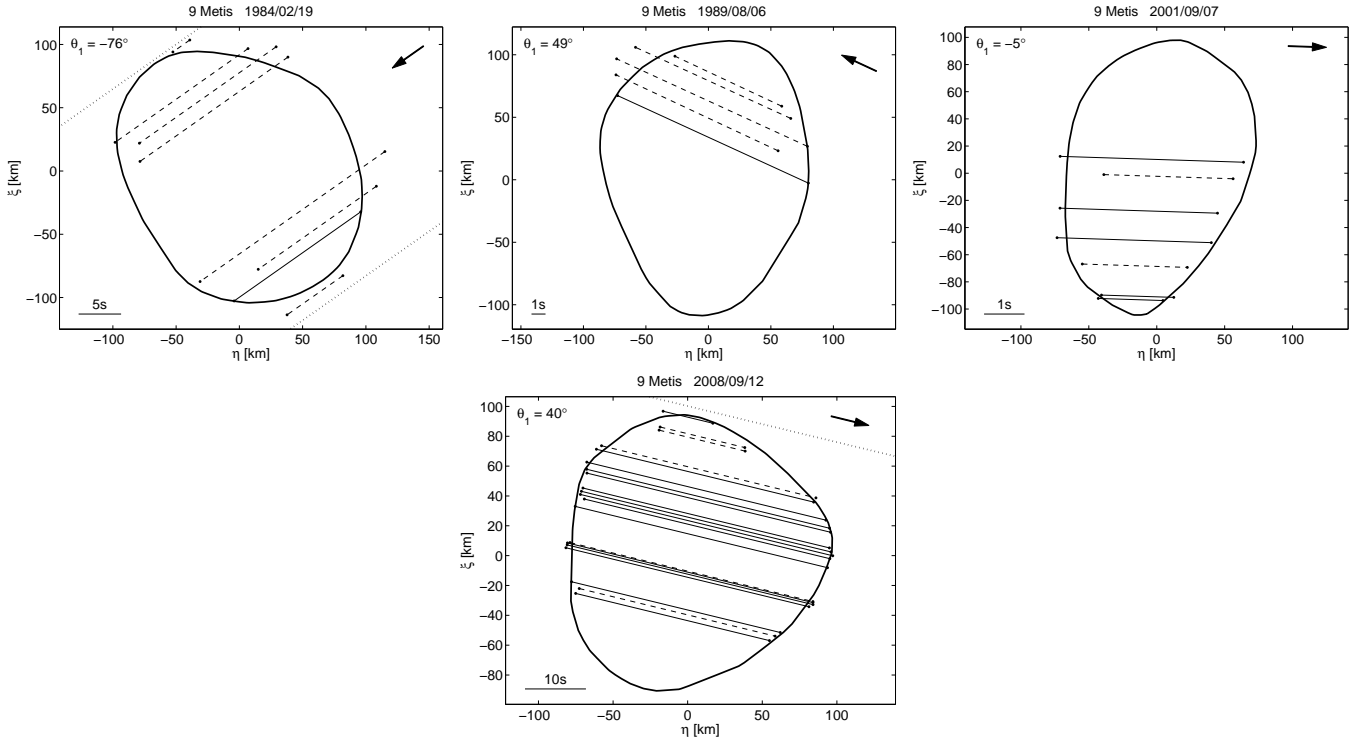 9 Metis 1984/02/19
θ1 = −76°
ξ [km]
100
50
0
−50
−100
5s
−100 −50 0 50 100 150
η [km]
9 Metis 1989/08/06
θ1 = 49°
ξ [km]
100
50
0
−50
−100
1s
−150 −100 −50 0 50 100
η [km]
9 Metis 2001/09/07
θ1 = −5°
ξ [km]
100
80
60
40
20
0
−20
−40
−60
−80
−100
1s
−100 −50 0 50 100
η [km]
9 Metis 2008/09/12
θ1 = 40°
ξ [km]
100
80
60
40
20
0
−20
−40
−60
−80
10s
−100 −50 0 50 100
η [km]